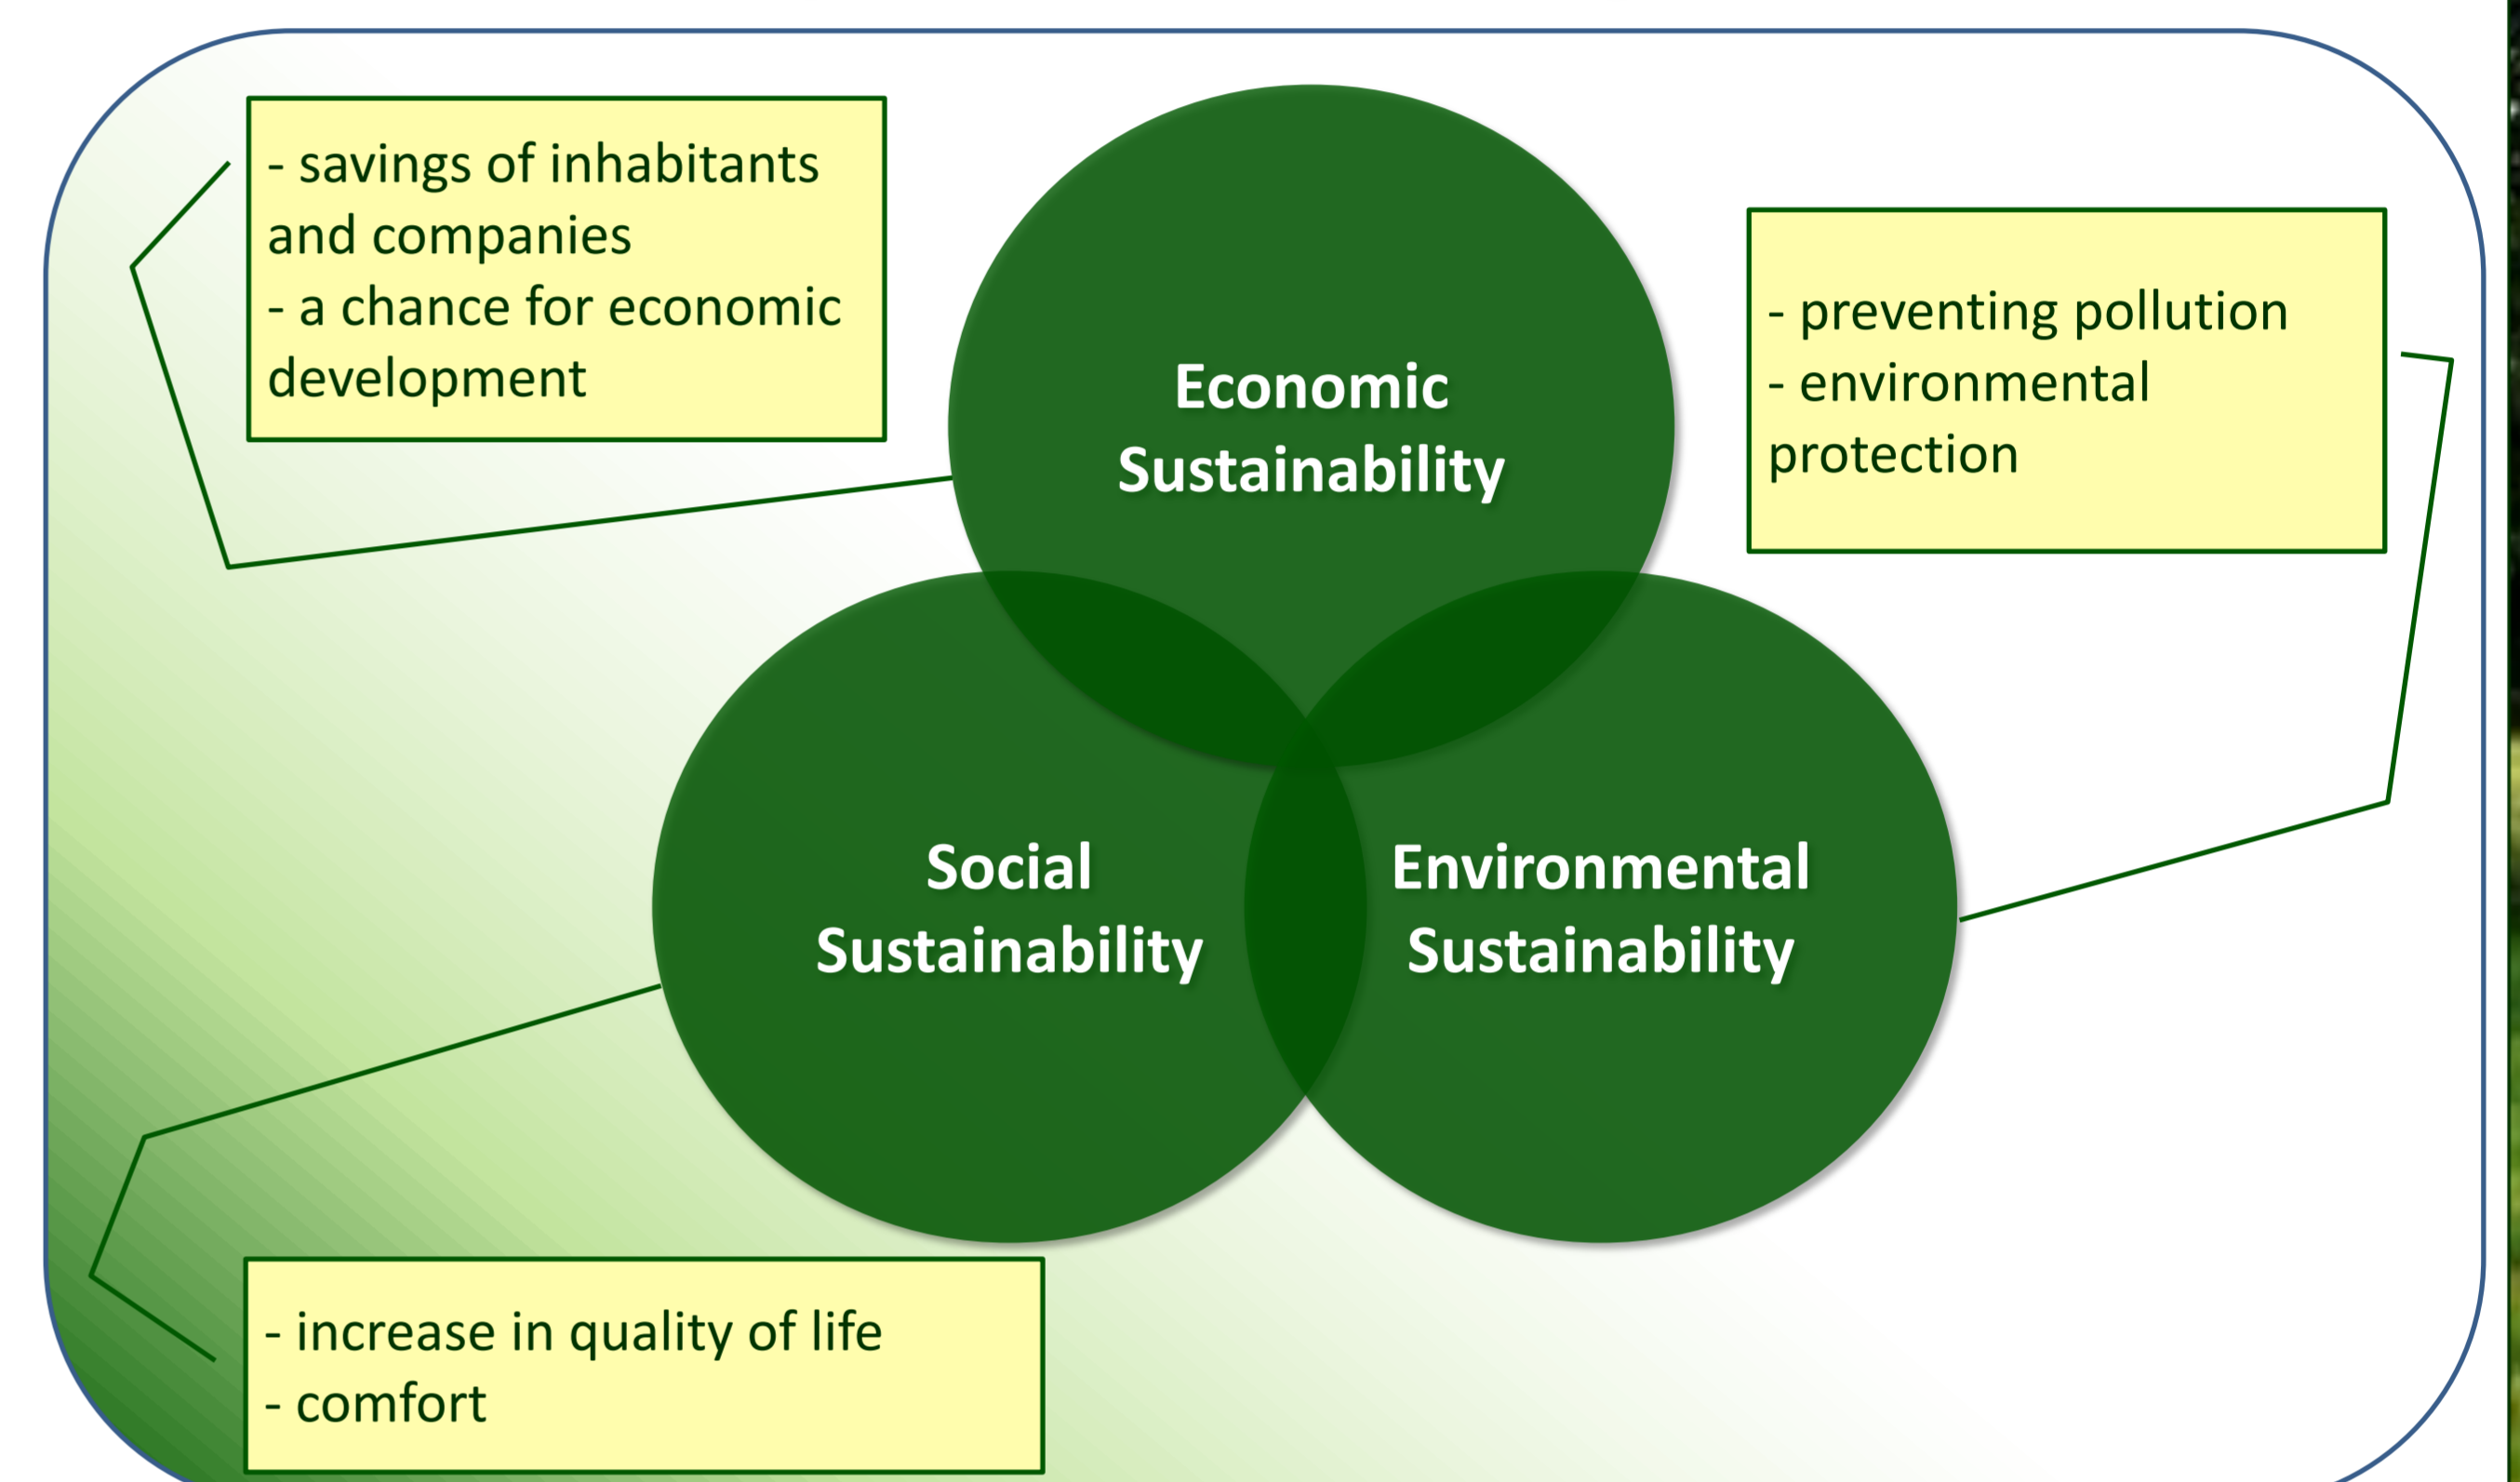 - savings of inhabitants
and companies
- a chance for economic
development
Economic
Sustainability
- preventing pollution
- environmental
protection
Social
Sustainability
Environmental
Sustainability
- increase in quality of life
- comfort